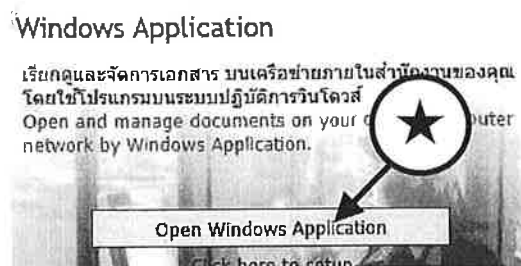 Windows Application
เรียกดูและจัดการเอกสาร บนเครือข่ายภายในสำนักงานของคุณ
โดยใช้โปรแกรมบนระบบปฏิบัติการวินโดวส์
Open and manage documents on your
network by Windows Application.
Open Windows Application
Click here to setup